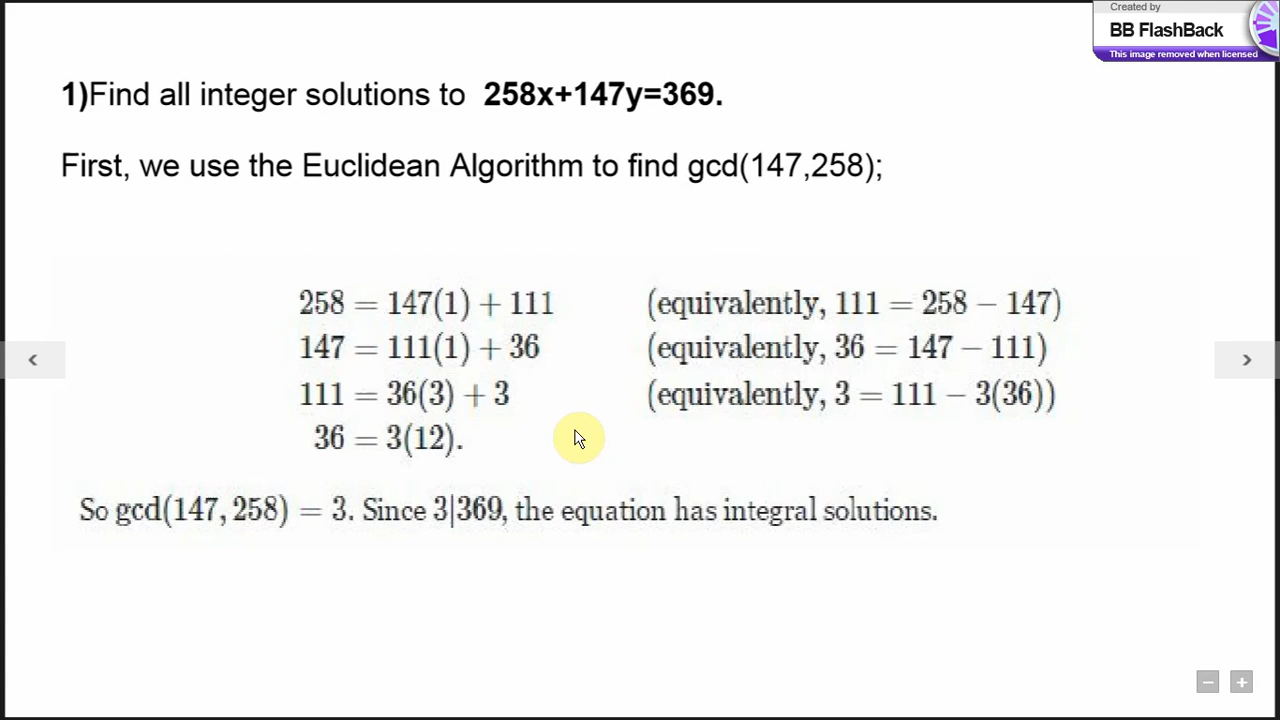 Created by
BB FlashBack
This image removed when licensed
1)Find all integer solutions to 258x+147y=369.
First, we use the Euclidean Algorithm to find gcd(147,258);
258 = 147(1) + 111 (equivalently, 111 = 258 − 147)
147 = 111(1) + 36 (equivalently, 36 = 147 − 111)
111 = 36(3) + 3 (equivalently, 3 = 111 − 3(36))
36 = 3(12).
So gcd(147, 258) = 3. Since 3|369, the equation has integral solutions.